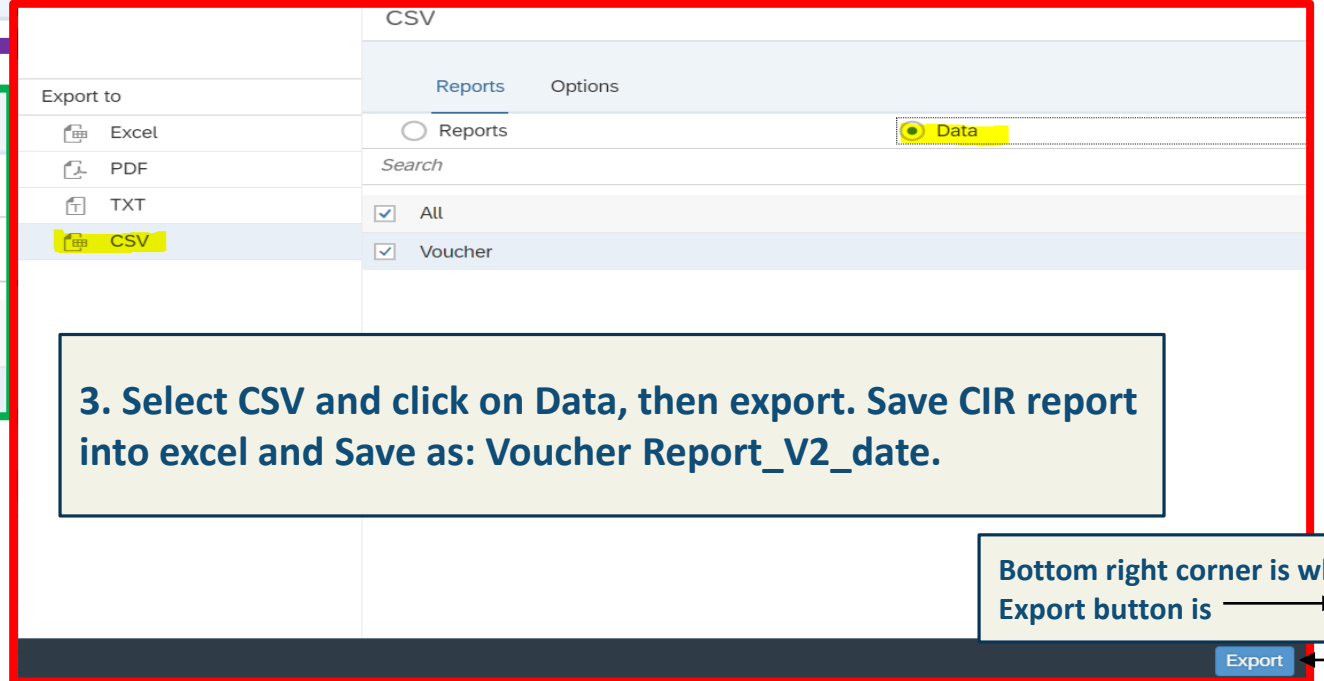 CSV
Reports Options
Export to
Excel
Reports Data
PDF
Search
TXT
All
CSV
Voucher
3. Select CSV and click on Data, then export. Save CIR report
into excel and Save as: Voucher Report_V2_date.
Bottom right corner is
Export button is
Export